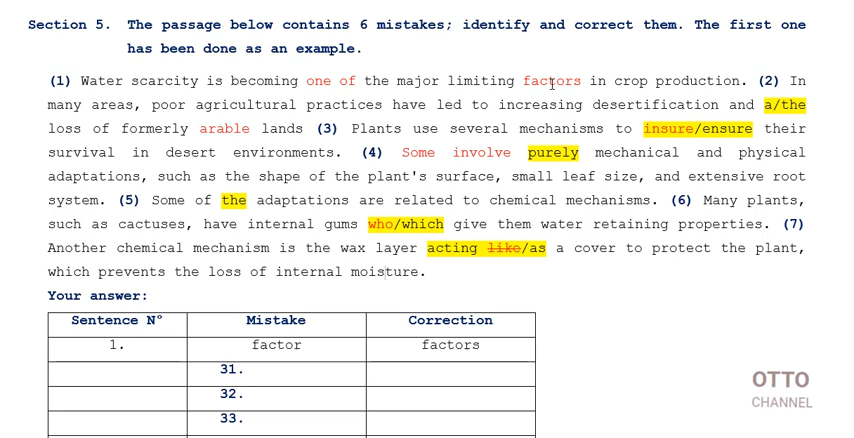 Section 5. The passage below contains 6 mistakes; identify and correct them. The first one
has been done as an example.
(1) Water scarcity is becoming one of the major limiting factors in crop production. (2) In
many areas, poor agricultural practices have led to increasing desertification and a/the
loss of formerly arable lands (3) Plants use several mechanisms to insure/ensure their
survival in desert environments. (4) Some involve purely mechanical and physical
adaptations, such as the shape of the plant's surface, small leaf size, and extensive root
system. (5) Some of the adaptations are related to chemical mechanisms. (6) Many plants,
such as cactuses, have internal gums who/which give them water retaining properties. (7)
Another chemical mechanism is the wax layer acting like/as a cover to protect the plant,
which prevents the loss of internal moisture.
Your answer:
Sentence N° Mistake Correction
1. factor factors
31.
32.
33.
OTTO
CHANNEL